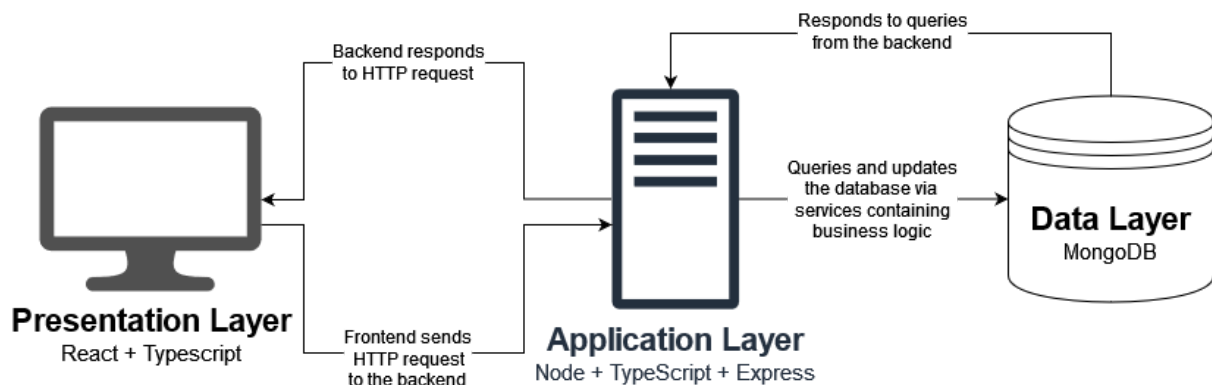 Responds to queries
from the backend
Backend responds
to HTTP request
Queries and updates
the database via
services containing
business logic
Data Layer
MongoDB
Presentation Layer
React + Typescript
Frontend sends
HTTP request
to the backend
Application Layer
Node + TypeScript + Express